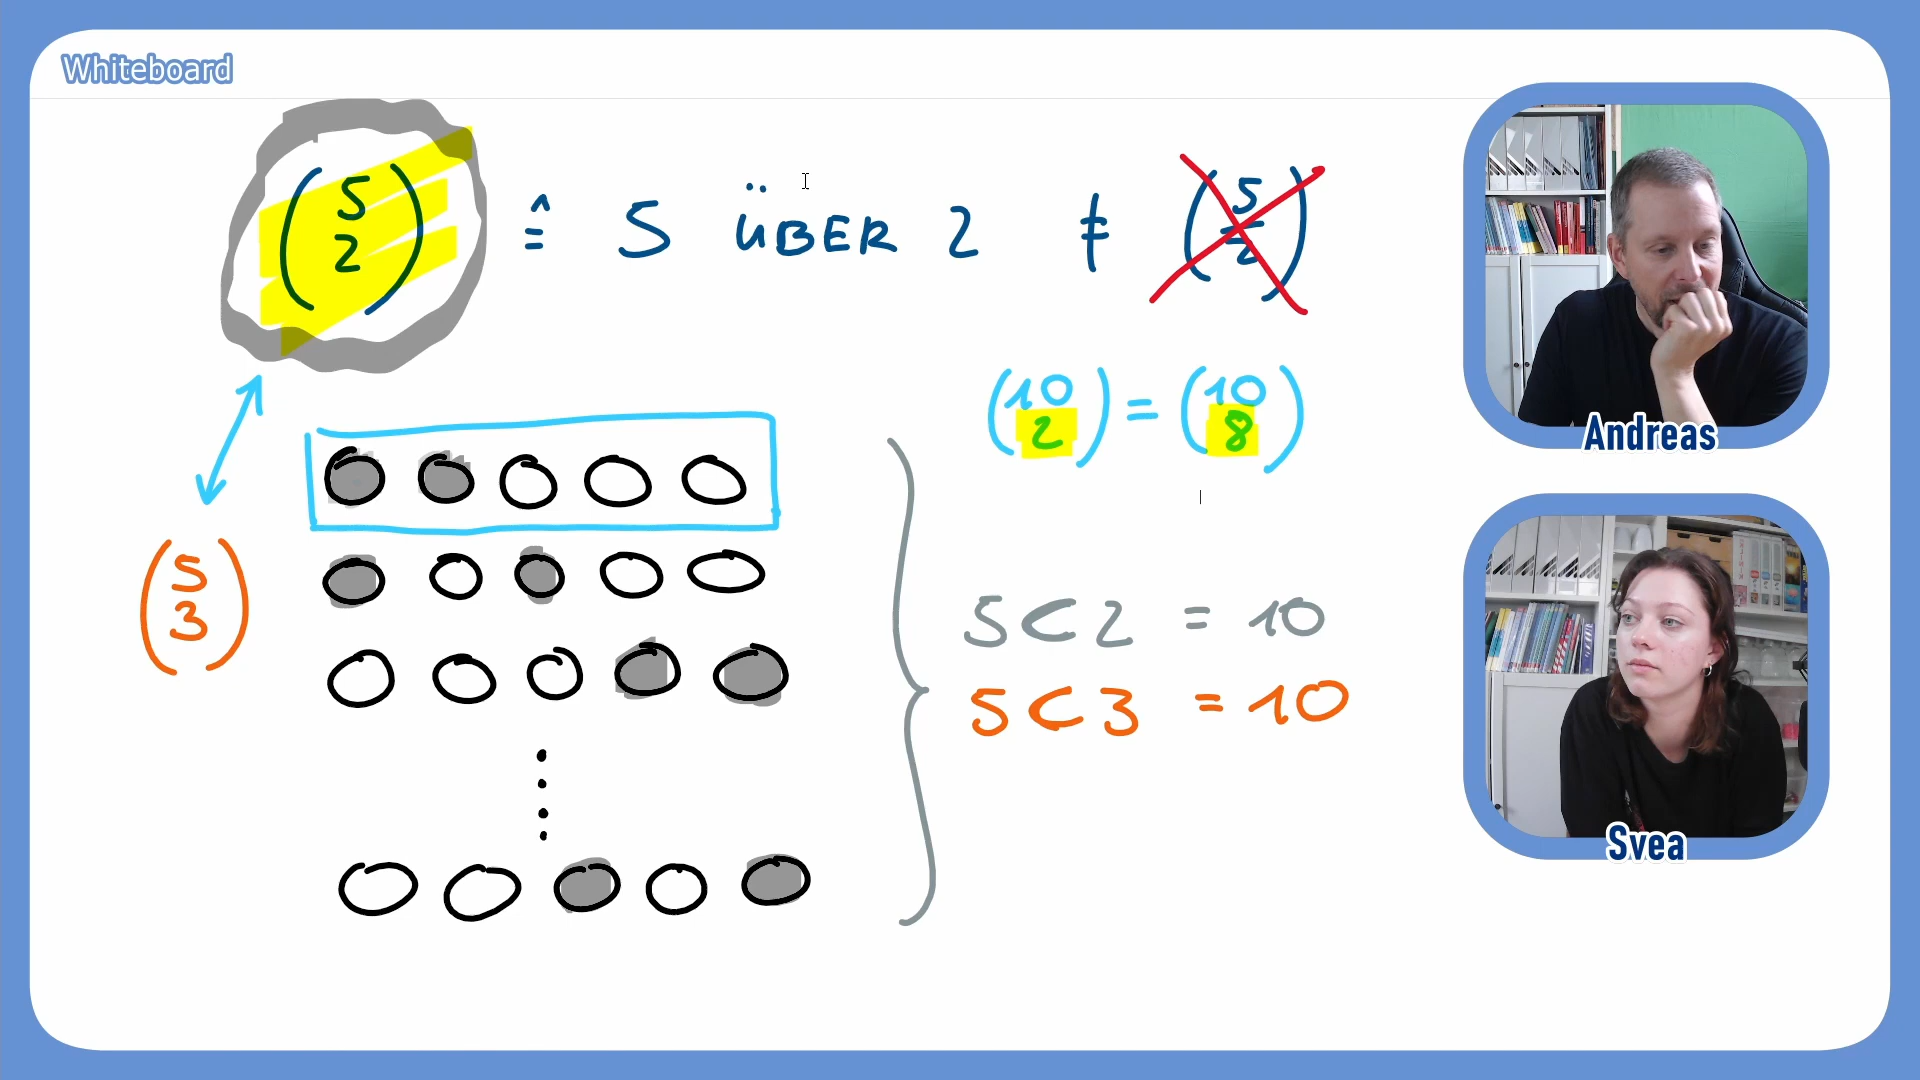 Whiteboard
(5 2) ≙ 5 ÜBER 2 ≠ (5/2)
(10 2) = (10 8)
(5 3)
5C2 = 10
5C3 = 10
Andreas
Svea